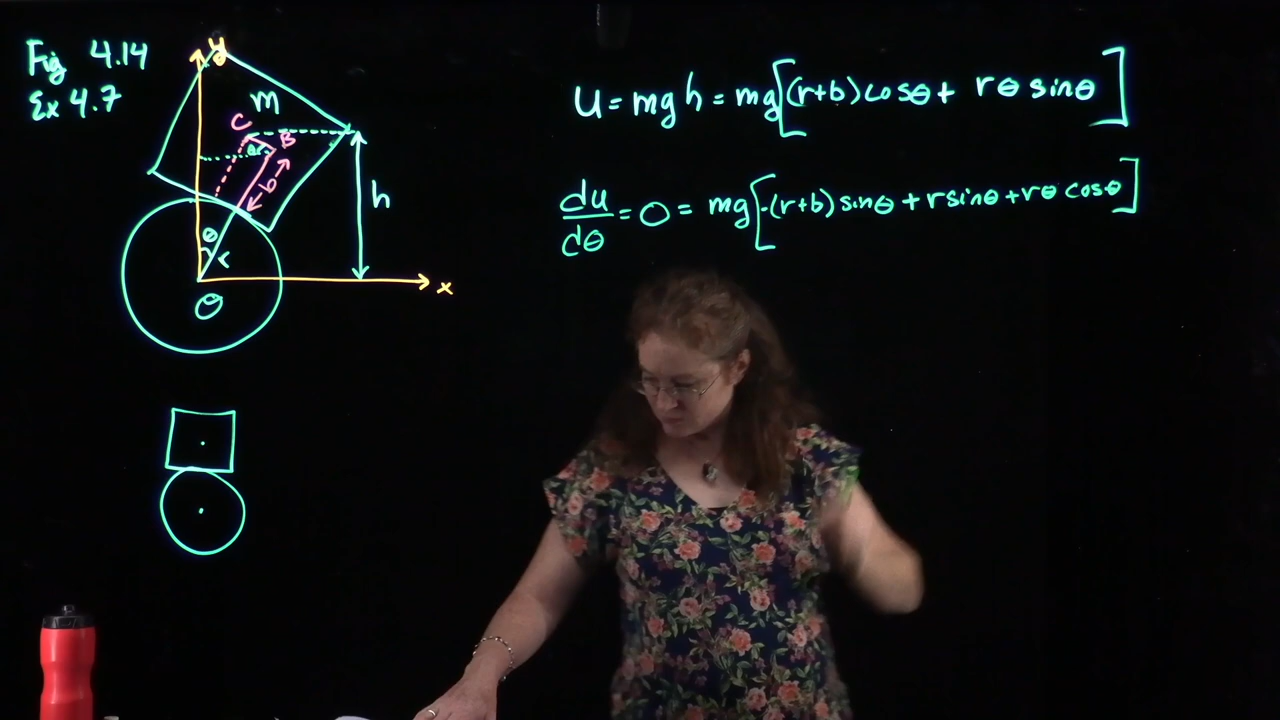 Fig 4.14
Ex 4.7
y
m
C
B
θ
b
h
θ
r
x
O
U = mgh = mg[(r+b)cosθ + rθ sinθ]
du/dθ = 0 = mg[-(r+b)sinθ + r sinθ + rθ cosθ]